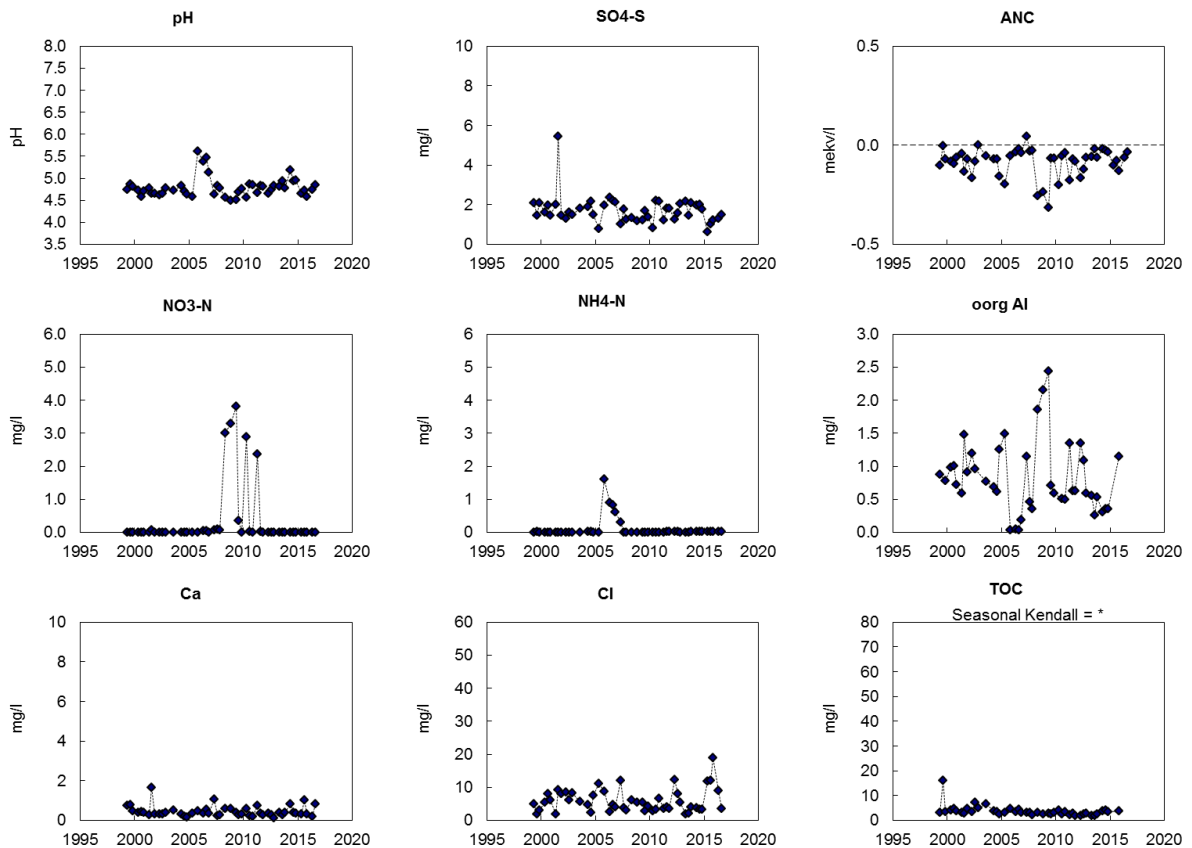 pH
SO4-S
ANC
8.0
7.5
7.0
6.5
6.0
5.5
5.0
4.5
4.0
3.5
pH
1995 2000 2005 2010 2015 2020
10
8
6
4
2
0
mg/l
1995 2000 2005 2010 2015 2020
0.5
0.0
-0.5
mekv/l
1995 2000 2005 2010 2015 2020
NO3-N
NH4-N
oorg Al
6.0
5.0
4.0
3.0
2.0
1.0
0.0
mg/l
1995 2000 2005 2010 2015 2020
6
5
4
3
2
1
0
mg/l
1995 2000 2005 2010 2015 2020
3.0
2.5
2.0
1.5
1.0
0.5
0.0
mg/l
1995 2000 2005 2010 2015 2020
Ca
Cl
TOC
Seasonal Kendall = *
10
8
6
4
2
0
mg/l
1995 2000 2005 2010 2015 2020
60
50
40
30
20
10
0
mg/l
1995 2000 2005 2010 2015 2020
80
70
60
50
40
30
20
10
0
mg/l
1995 2000 2005 2010 2015 2020